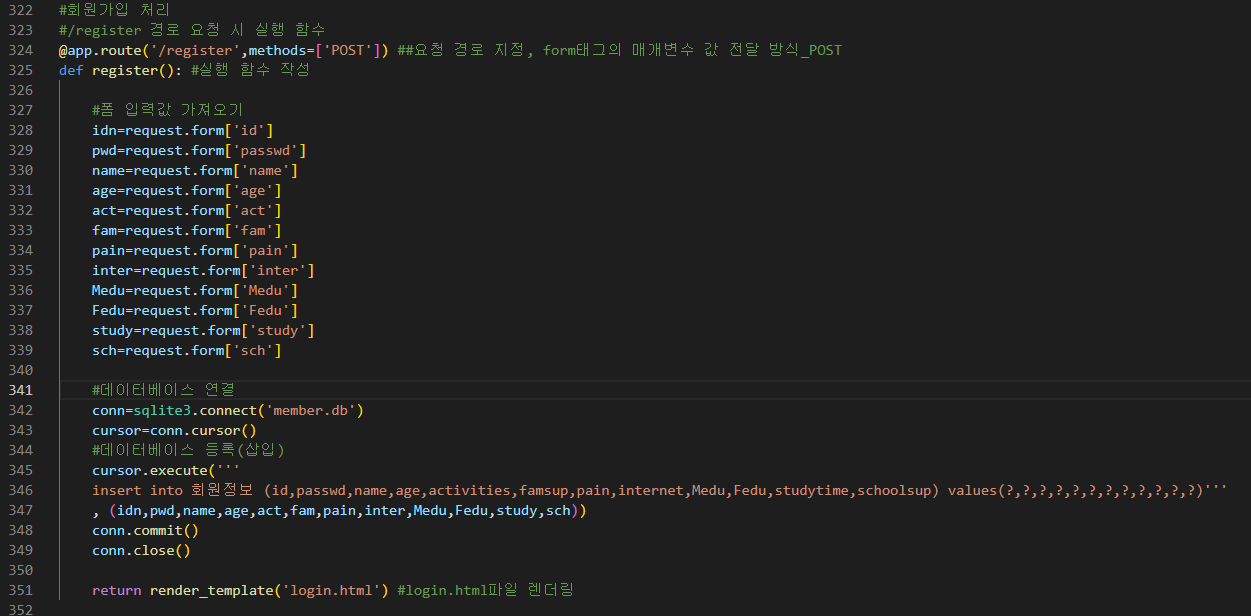 322 #회원가입 처리
323 #/register 경로 요청 시 실행 함수
324 @app.route('/register',methods=['POST']) ##요청 경로 지정, form태그의 매개변수 값 전달 방식_POST
325 def register(): #실행 함수 작성
326
327 #폼 입력값 가져오기
328 idn=request.form['id']
329 pwd=request.form['passwd']
330 name=request.form['name']
331 age=request.form['age']
332 act=request.form['act']
333 fam=request.form['fam']
334 pain=request.form['pain']
335 inter=request.form['inter']
336 Medu=request.form['Medu']
337 Fedu=request.form['Fedu']
338 study=request.form['study']
339 sch=request.form['sch']
340
341 #데이터베이스 연결
342 conn=sqlite3.connect('member.db')
343 cursor=conn.cursor()
344 #데이터베이스 등록(삽입)
345 cursor.execute('''
346 insert into 회원정보 (id,passwd,name,age,activities,famsup,pain,internet,Medu,Fedu,studytime,schoolsup) values(?,?,?,?,?,?,?,?,?,?,?,?)'''
347 , (idn,pwd,name,age,act,fam,pain,inter,Medu,Fedu,study,sch))
348 conn.commit()
349 conn.close()
350
351 return render_template('login.html') #login.html파일 렌더링
352